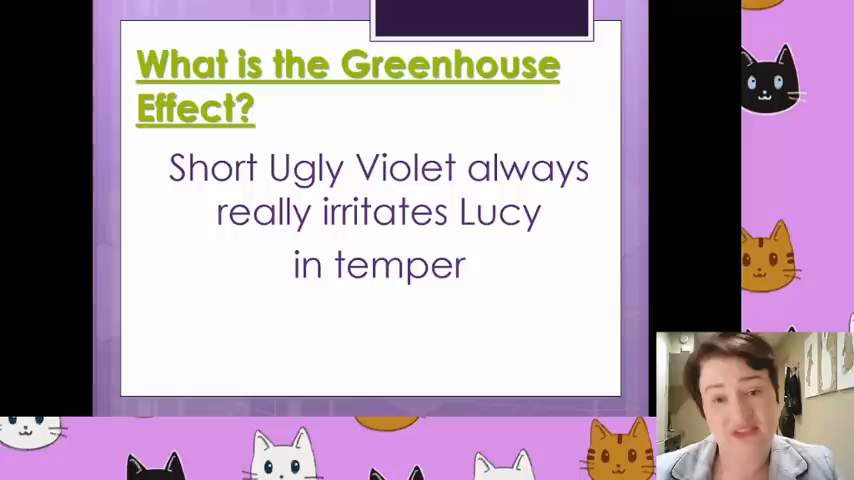 What is the Greenhouse
Effect?
Short Ugly Violet always
really irritates Lucy
in temper